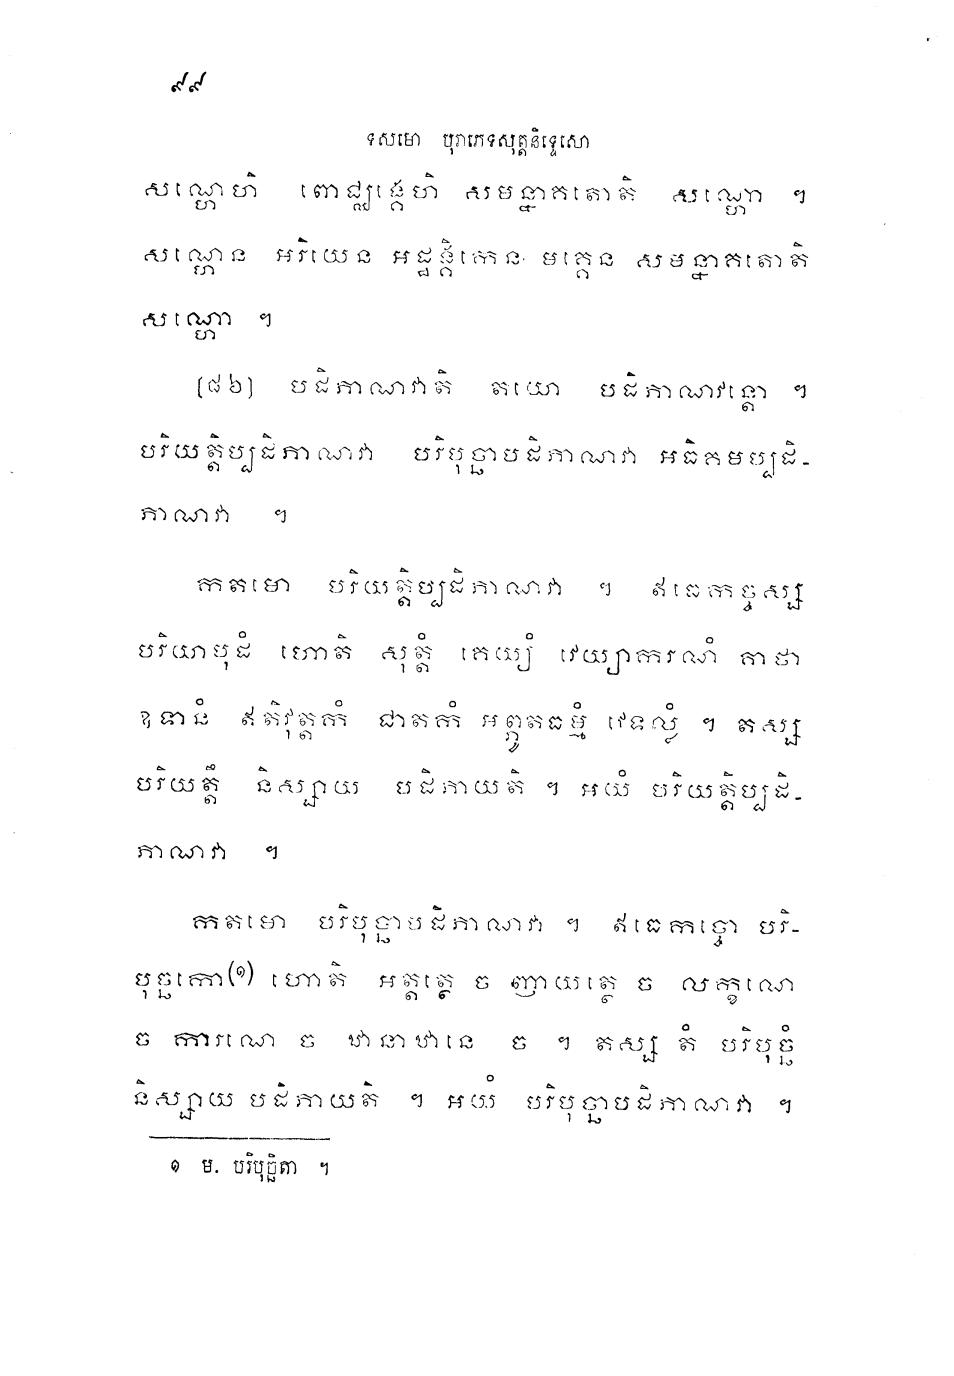 ៩៩
ទសមោ បុរាភេទសុត្តនិទ្ទេសោ
សណ្ហេហិ ពោជ្ឈង្គេហិ សមន្នាគតោតិ សណ្ហោ ។
សណ្ហេន អរិយេន អដ្ឋង្គិកេន មគ្គេន សមន្នាគតោតិ
សណ្ហោ ។
(៨៦) បដិភាណវាតិ តយោ បដិភាណវន្តោ ។
បរិយត្តិប្បដិភាណវា បរិបុច្ឆាបដិភាណវា អធិគមប្បដិ-
ភាណវា ។
កតមោ បរិយត្តិប្បដិភាណវា ។ ឥធេកច្ចស្ស
បរិយាបុដំ ហោតិ សុត្តំ គេយ្យំ វេយ្យាករណំ គាថា
ឧទានំ ឥតិវុត្តកំ ជាតកំ អព្ភូតធម្មំ វេទល្លំ ។ តស្ស
បរិយត្តឹ និស្សាយ បដិភាយតិ ។ អយំ បរិយត្តិប្បដិ-
ភាណវា ។
កតមោ បរិបុច្ឆាបដិភាណវា ។ ឥធេកច្ចោ បរិ-
បុច្ឆកោ(១) ហោតិ អត្តត្ថេ ច ញាយត្ថេ ច លក្ខណេ
ច ការណេ ច ឋានាឋានេ ច ។ តស្ស តំ បរិបុច្ឆំ
និស្សាយ បដិភាយតិ ។ អយំ បរិបុច្ឆាបដិភាណវា ។
១ ម. បរិបុច្ឆិតា ។